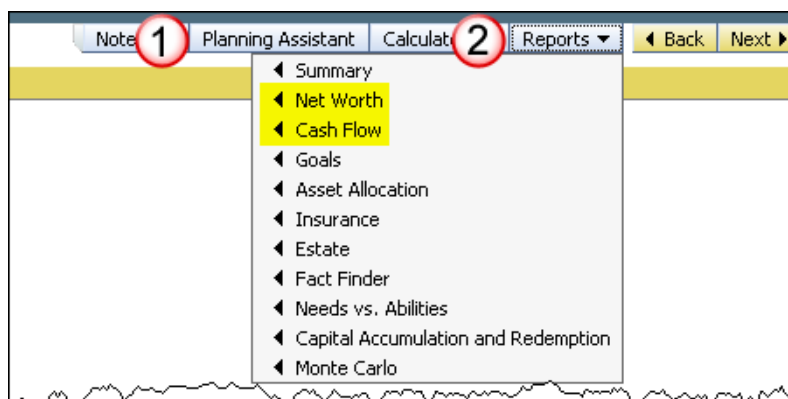 Note 1 Planning Assistant Calculat 2 Reports Back Next
Summary
Net Worth
Cash Flow
Goals
Asset Allocation
Insurance
Estate
Fact Finder
Needs vs. Abilities
Capital Accumulation and Redemption
Monte Carlo